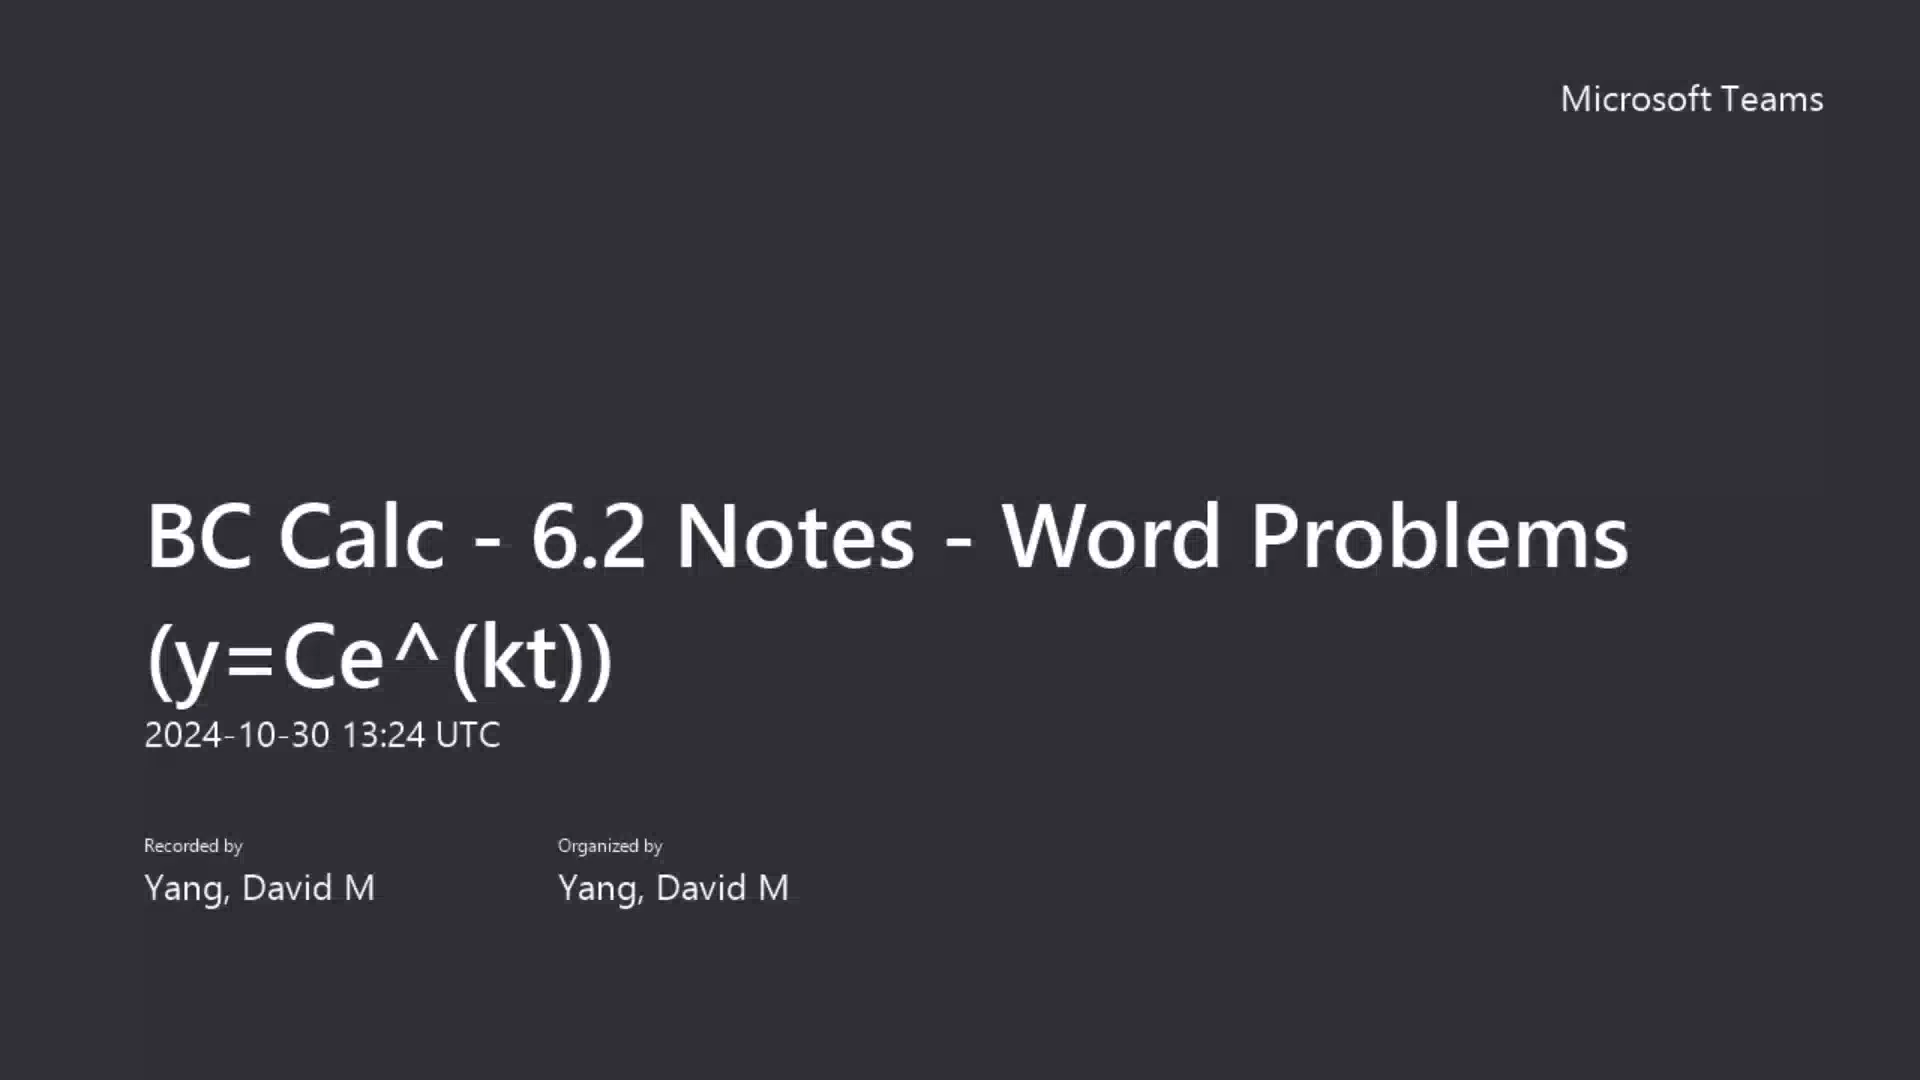 Microsoft Teams
BC Calc - 6.2 Notes - Word Problems
(y=Ce^(kt))
2024-10-30 13:24 UTC
Recorded by
Yang, David M
Organized by
Yang, David M